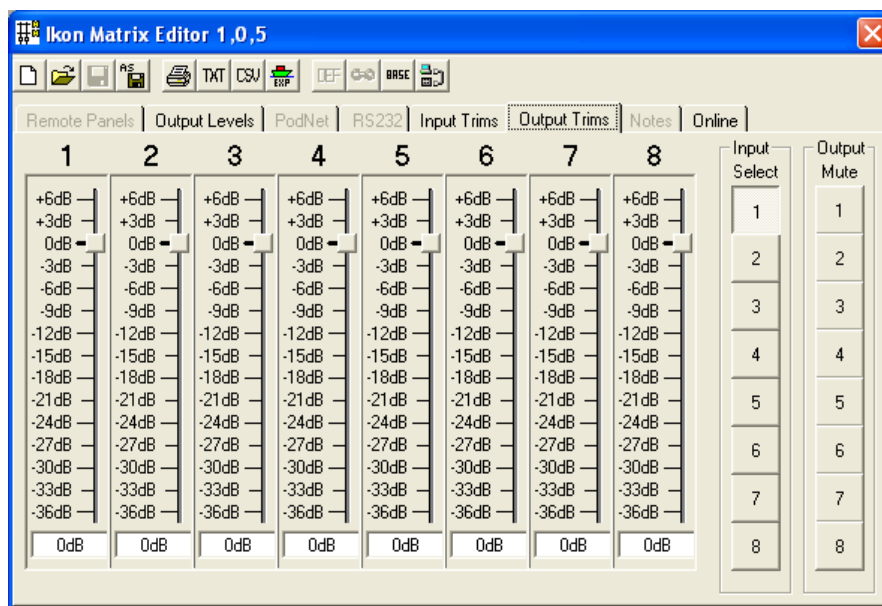 Ikon Matrix Editor 1,0,5
AS TXT CSV EXP DEF BASE
Remote Panels Output Levels PodNet RS232 Input Trims Output Trims Notes Online
1 2 3 4 5 6 7 8 Input Select Output Mute
+6dB +6dB +6dB +6dB +6dB +6dB +6dB +6dB
+3dB +3dB +3dB +3dB +3dB +3dB +3dB +3dB 1 1
0dB 0dB 0dB 0dB 0dB 0dB 0dB 0dB
-3dB -3dB -3dB -3dB -3dB -3dB -3dB -3dB 2 2
-6dB -6dB -6dB -6dB -6dB -6dB -6dB -6dB
-9dB -9dB -9dB -9dB -9dB -9dB -9dB -9dB 3 3
-12dB -12dB -12dB -12dB -12dB -12dB -12dB -12dB
-15dB -15dB -15dB -15dB -15dB -15dB -15dB -15dB 4 4
-18dB -18dB -18dB -18dB -18dB -18dB -18dB -18dB
-21dB -21dB -21dB -21dB -21dB -21dB -21dB -21dB 5 5
-24dB -24dB -24dB -24dB -24dB -24dB -24dB -24dB
-27dB -27dB -27dB -27dB -27dB -27dB -27dB -27dB 6 6
-30dB -30dB -30dB -30dB -30dB -30dB -30dB -30dB
-33dB -33dB -33dB -33dB -33dB -33dB -33dB -33dB 7 7
-36dB -36dB -36dB -36dB -36dB -36dB -36dB -36dB
0dB 0dB 0dB 0dB 0dB 0dB 0dB 0dB 8 8